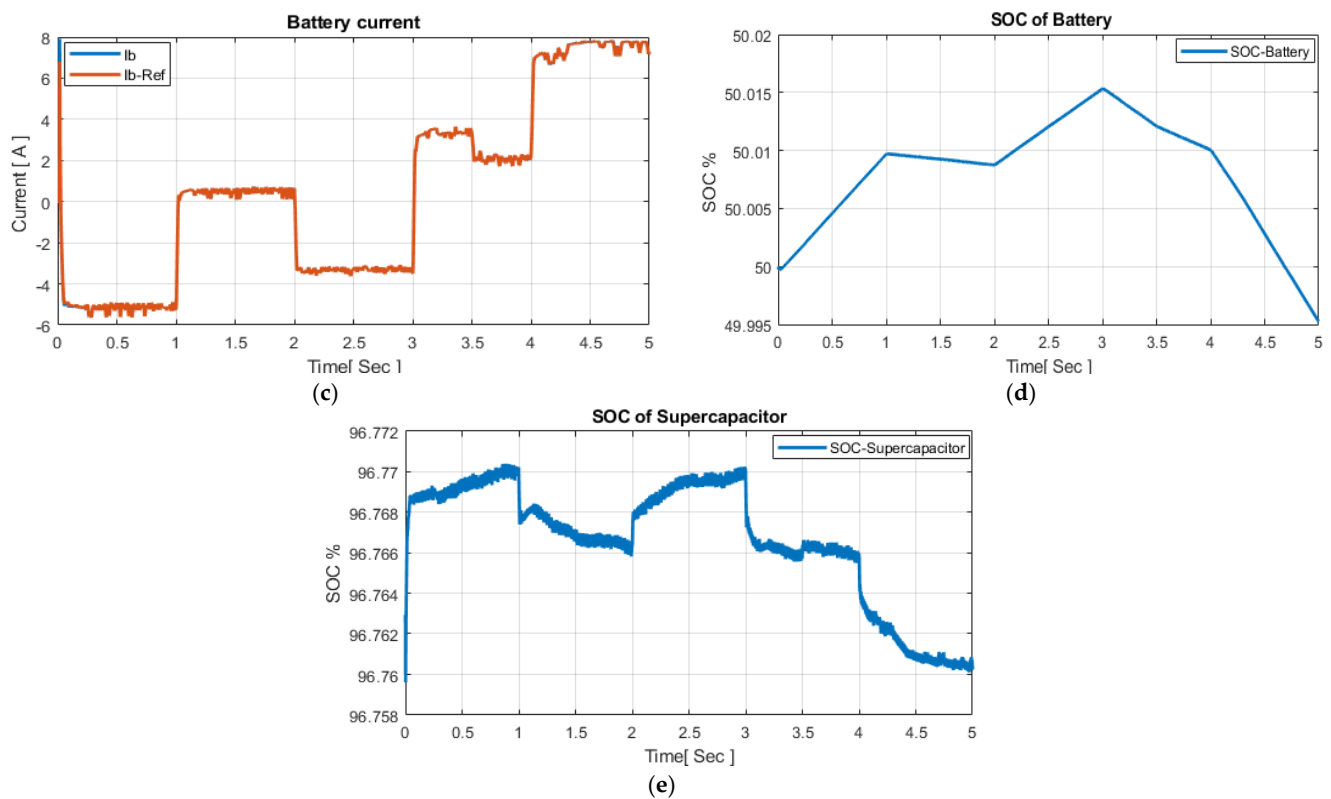 Battery current
8
6
4
2
0
-2
-4
-6
Current [ A ]
Ib
Ib-Ref
0 0.5 1 1.5 2 2.5 3 3.5 4 4.5 5
Time[ Sec ]
(c)
SOC of Battery
50.02
50.015
50.01
50.005
50
49.995
SOC %
SOC-Battery
0 0.5 1 1.5 2 2.5 3 3.5 4 4.5 5
Time[ Sec ]
(d)
SOC of Supercapacitor
96.772
96.77
96.768
96.766
96.764
96.762
96.76
96.758
SOC %
SOC-Supercapacitor
0 0.5 1 1.5 2 2.5 3 3.5 4 4.5 5
Time[ Sec ]
(e)